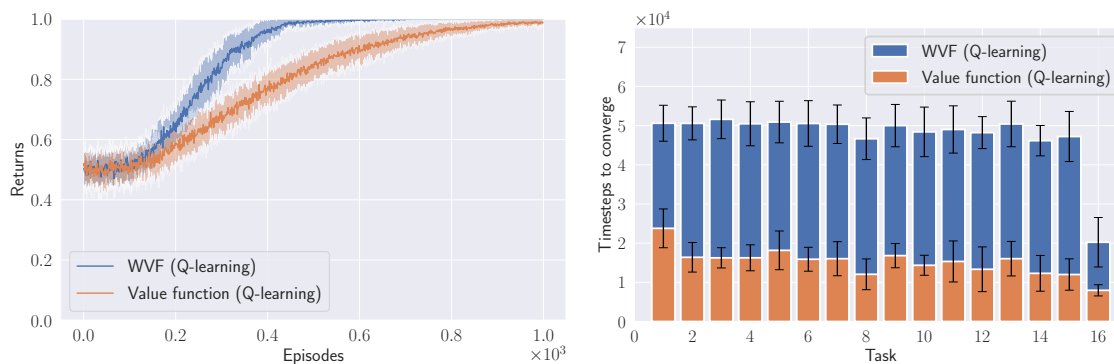 1.0
0.8
0.6
0.4
0.2
0.0
Returns
WVF (Q-learning)
Value function (Q-learning)
0.0 0.2 0.4 0.6 0.8 1.0
Episodes
×10³
×10⁴
7
6
5
4
3
2
1
0
Timesteps to converge
WVF (Q-learning)
Value function (Q-learning)
0 2 4 6 8 10 12 14 16
Task